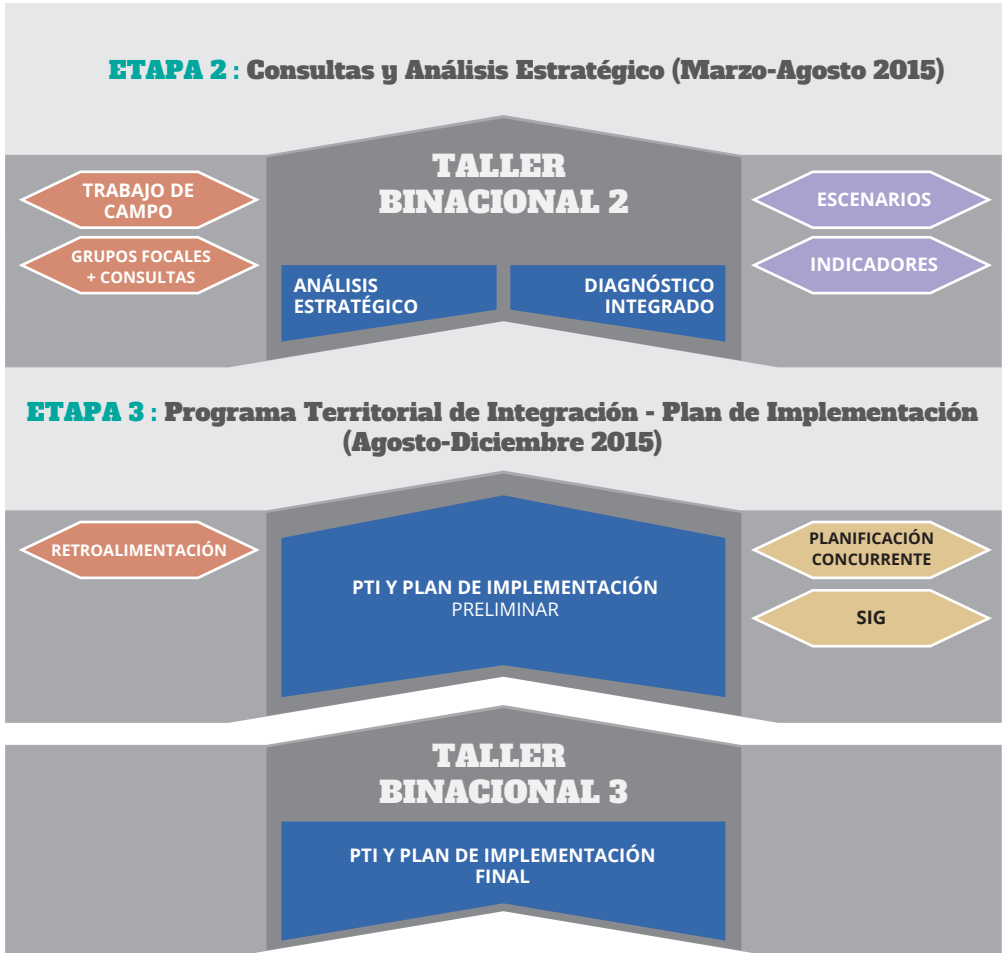 ETAPA 2 : Consultas y Análisis Estratégico (Marzo-Agosto 2015)
TALLER
BINACIONAL 2
TRABAJO DE
CAMPO
GRUPOS FOCALES
+ CONSULTAS
ANÁLISIS
ESTRATÉGICO
DIAGNÓSTICO
INTEGRADO
ESCENARIOS
INDICADORES
ETAPA 3 : Programa Territorial de Integración - Plan de Implementación
(Agosto-Diciembre 2015)
RETROALIMENTACIÓN
PTI Y PLAN DE IMPLEMENTACIÓN
PRELIMINAR
PLANIFICACIÓN
CONCURRENTE
SIG
TALLER
BINACIONAL 3
PTI Y PLAN DE IMPLEMENTACIÓN
FINAL